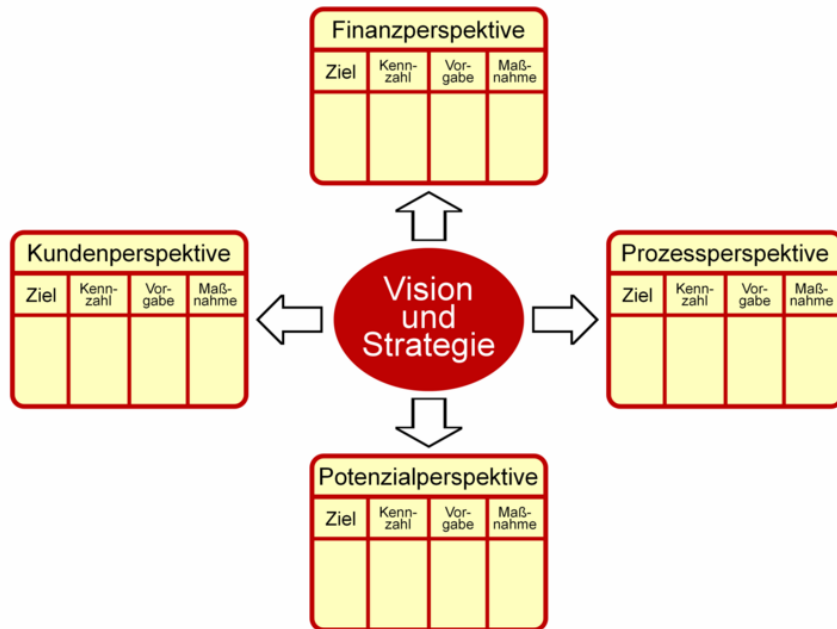 Finanzperspektive
Ziel
Kenn-
zahl
Vor-
gabe
Maß-
nahme
Kundenperspektive
Ziel
Kenn-
zahl
Vor-
gabe
Maß-
nahme
Vision
und
Strategie
Prozessperspektive
Ziel
Kenn-
zahl
Vor-
gabe
Maß-
nahme
Potenzialperspektive
Ziel
Kenn-
zahl
Vor-
gabe
Maß-
nahme